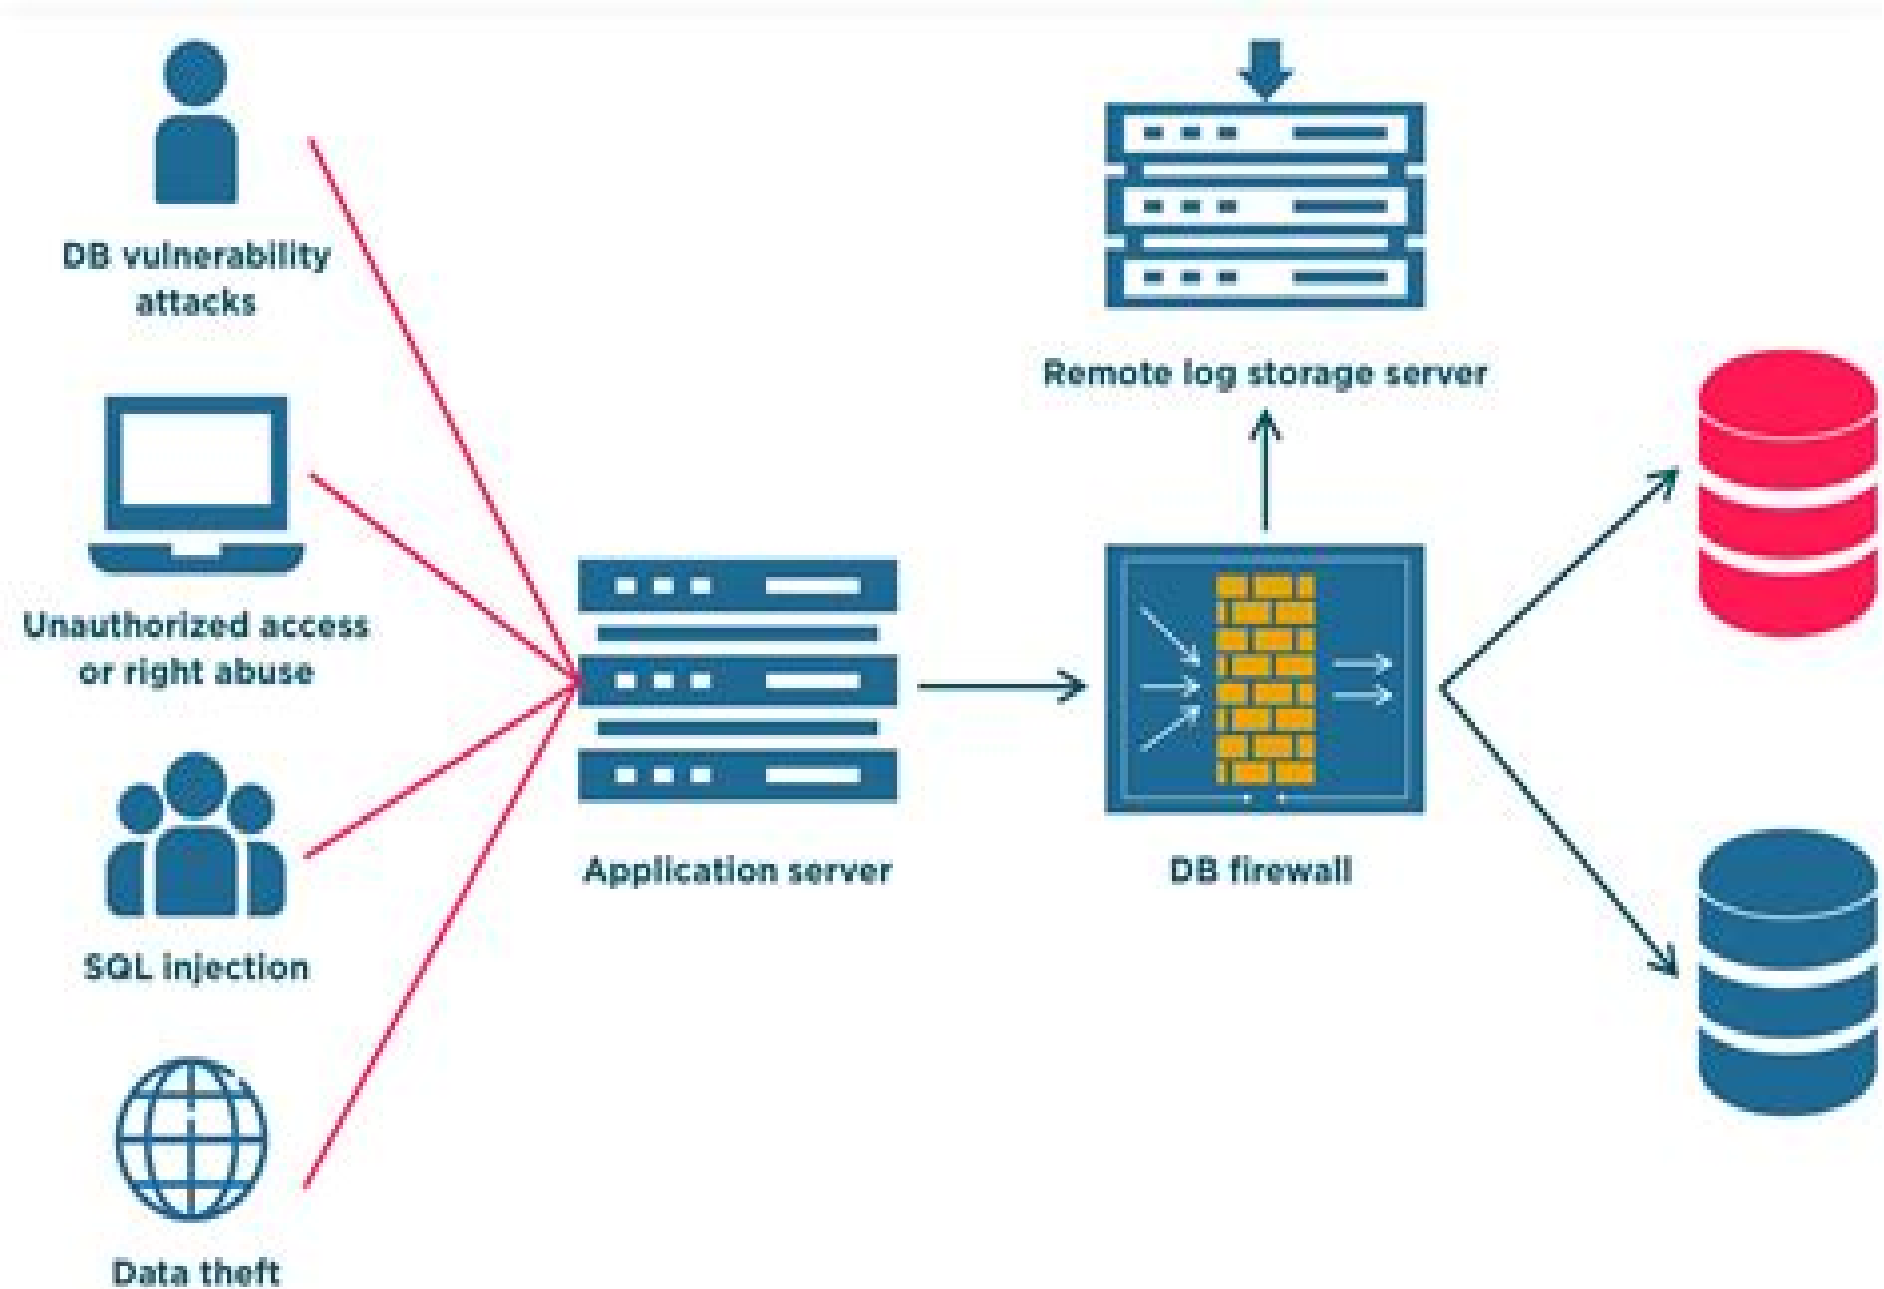 DB vulnerability
attacks
Unauthorized access
or right abuse
SQL injection
Data theft
Application server
Remote log storage server
DB firewall